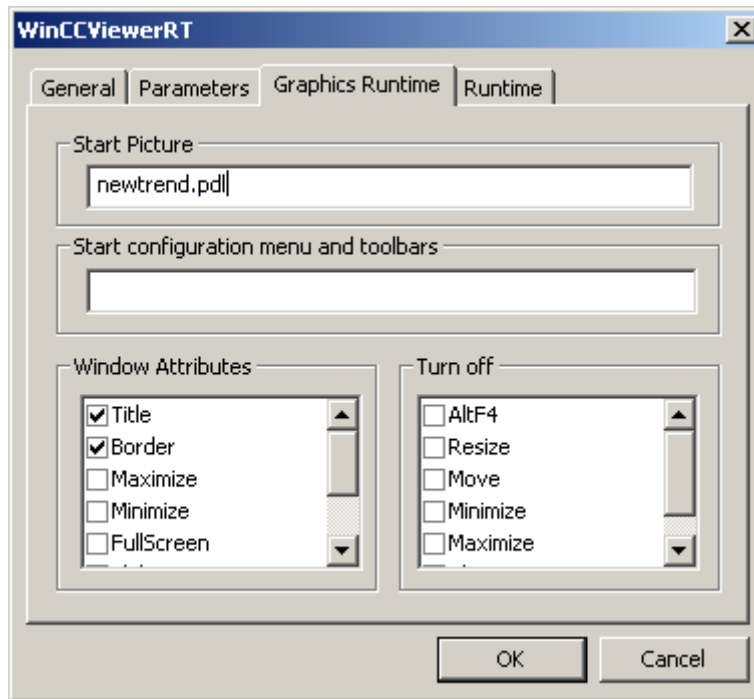 WinCCViewerRT
General Parameters Graphics Runtime Runtime
Start Picture
newtrend.pdl
Start configuration menu and toolbars
Window Attributes
Title
Border
Maximize
Minimize
FullScreen
Turn off
AltF4
Resize
Move
Minimize
Maximize
OK Cancel